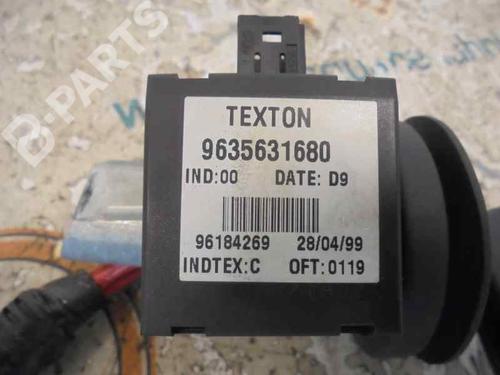 B-PARTS
TEXTON
9635631680
IND:00 DATE: D9
96184269 28/04/99
INDTEX:C OFT:0119